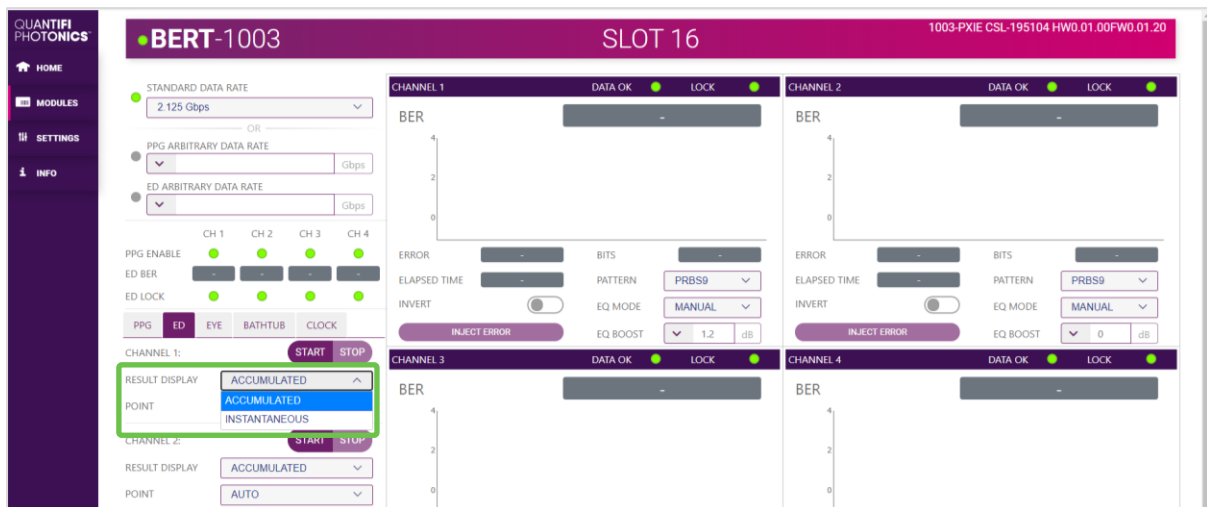 QUANTIFI
PHOTONICS
HOME
MODULES
SETTINGS
INFO
BERT-1003
SLOT 16
1003-PXIE CSL-195104 HW0.01.00FW0.01.20
STANDARD DATA RATE
2.125 Gbps
OR
PPG ARBITRARY DATA RATE
Gbps
ED ARBITRARY DATA RATE
Gbps
CH 1 CH 2 CH 3 CH 4
PPG ENABLE
ED BER - - - -
ED LOCK
PPG ED EYE BATHTUB CLOCK
CHANNEL 1: START STOP
RESULT DISPLAY ACCUMULATED
ACCUMULATED
POINT
INSTANTANEOUS
CHANNEL 2: START STOP
RESULT DISPLAY ACCUMULATED
POINT AUTO
CHANNEL 1 DATA OK LOCK
BER -
4
2
0
ERROR - BITS -
ELAPSED TIME - PATTERN PRBS9
INVERT EQ MODE MANUAL
INJECT ERROR EQ BOOST 1.2 dB
CHANNEL 2 DATA OK LOCK
BER -
4
2
0
ERROR - BITS -
ELAPSED TIME - PATTERN PRBS9
INVERT EQ MODE MANUAL
INJECT ERROR EQ BOOST 0 dB
CHANNEL 3 DATA OK LOCK
BER -
4
2
0
CHANNEL 4 DATA OK LOCK
BER -
4
2
0